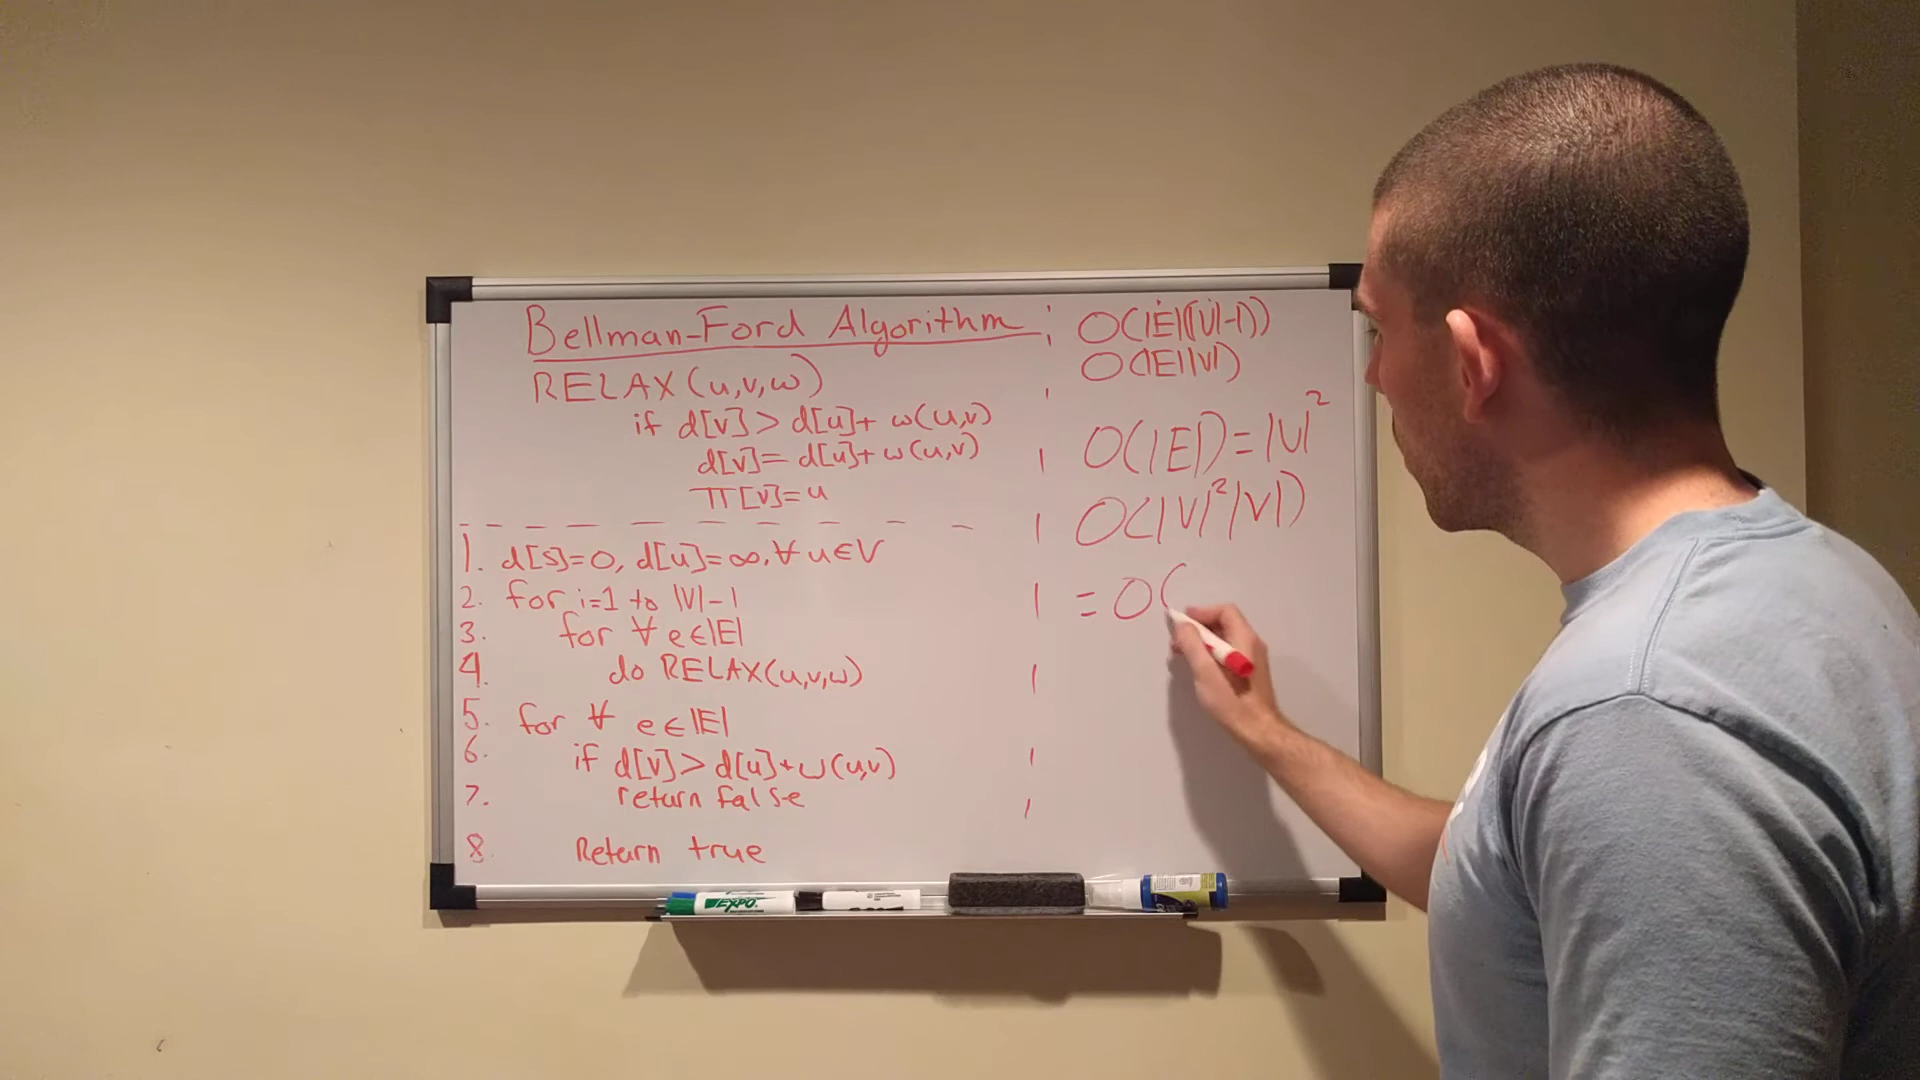 Bellman-Ford Algorithm
RELAX(u,v,w)
if d[v] > d[u]+ w(u,v)
d[v]= d[u]+w(u,v)
π[v]=u
1. d[s]=0, d[u]=∞, ∀ u∈V
2. for i=1 to |V|-1
3. for ∀ e∈|E|
4. do RELAX(u,v,w)
5. for ∀ e∈|E|
6. if d[v]> d[u]+w(u,v)
7. return false
8. Return true
O(|E|(|V|-1))
O(|E||V|)
O(|E|)=|V|²
O(|V|²|V|)
= O(
EXPO